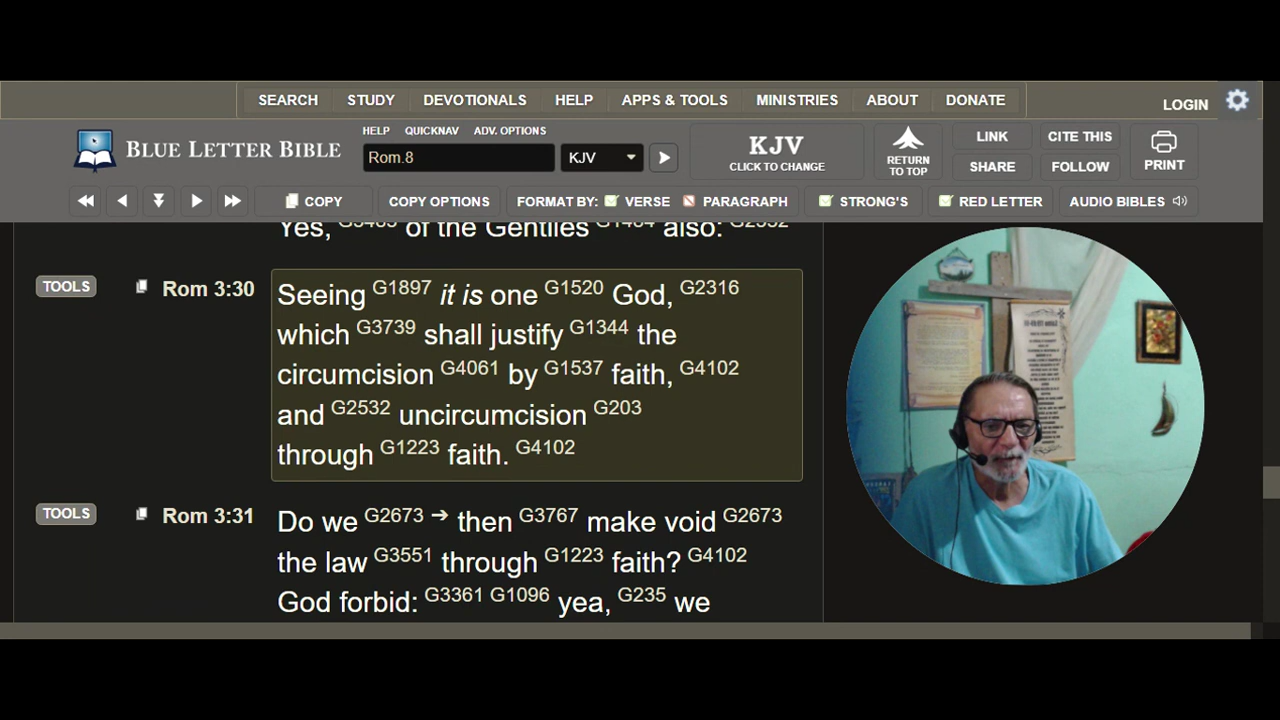 SEARCH STUDY DEVOTIONALS HELP APPS & TOOLS MINISTRIES ABOUT DONATE LOGIN
HELP QUICKNAV ADV. OPTIONS
BLUE LETTER BIBLE
Rom.8 KJV
KJV
CLICK TO CHANGE
RETURN
TO TOP
LINK CITE THIS
SHARE FOLLOW
PRINT
COPY COPY OPTIONS FORMAT BY: VERSE PARAGRAPH STRONG'S RED LETTER AUDIO BIBLES
Yes, G3483 of the Gentiles G1484 also: G2532
TOOLS Rom 3:30 Seeing G1897 it is one G1520 God, G2316
which G3739 shall justify G1344 the
circumcision G4061 by G1537 faith, G4102
and G2532 uncircumcision G203
through G1223 faith. G4102
TOOLS Rom 3:31 Do we G2673 → then G3767 make void G2673
the law G3551 through G1223 faith? G4102
God forbid: G3361 G1096 yea, G235 we